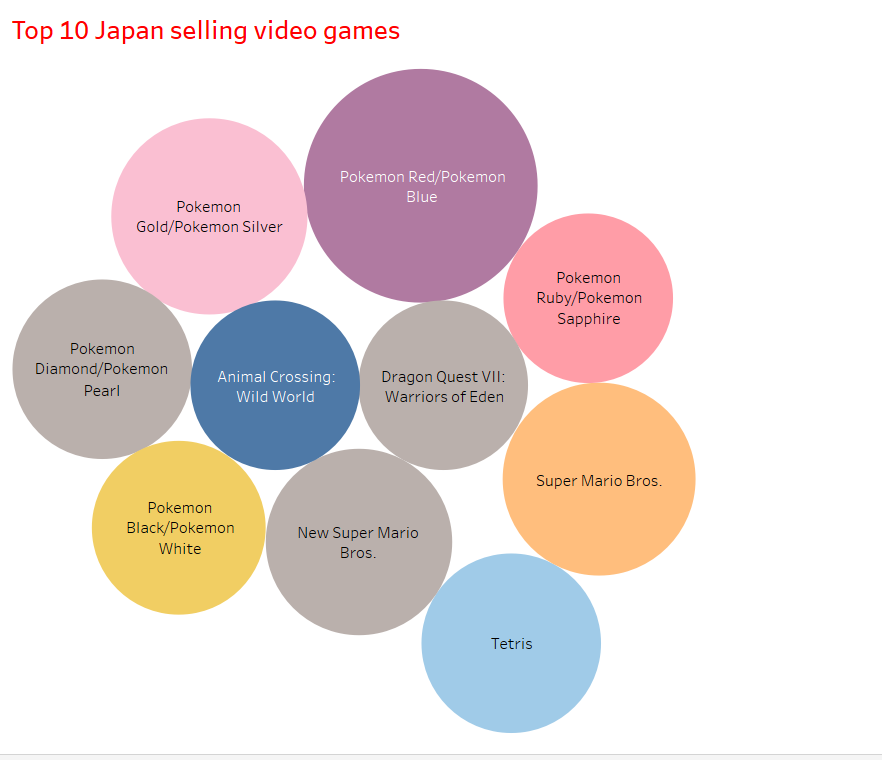 Top 10 Japan selling video games
Pokemon Red/Pokemon
Blue
Pokemon
Gold/Pokemon Silver
Pokemon
Ruby/Pokemon
Sapphire
Pokemon
Diamond/Pokemon
Pearl
Animal Crossing:
Wild World
Dragon Quest VII:
Warriors of Eden
Super Mario Bros.
Pokemon
Black/Pokemon
White
New Super Mario
Bros.
Tetris